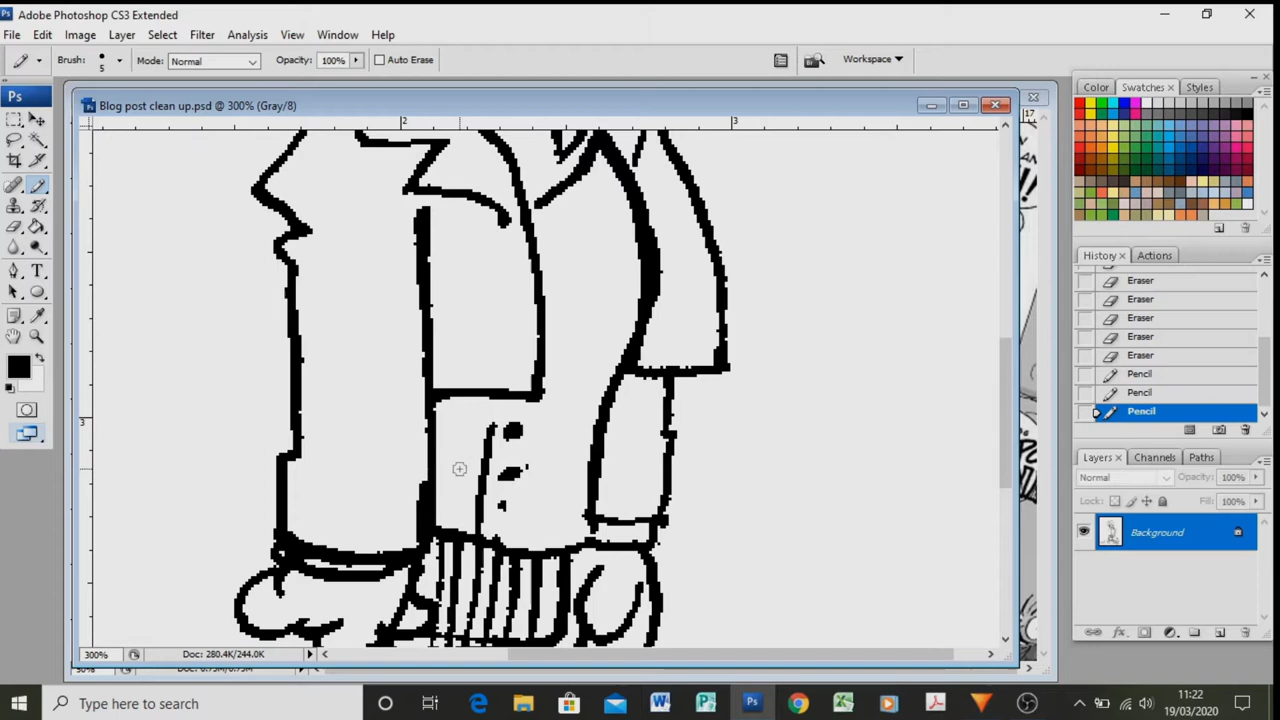 Adobe Photoshop CS3 Extended
File Edit Image Layer Select Filter Analysis View Window Help
Brush: 5 Mode: Normal Opacity: 100% Auto Erase Workspace
Ps
Blog post clean up.psd @ 300% (Gray/8)
2 3
17
3
Color Swatches Styles
History Actions
Eraser
Eraser
Eraser
Eraser
Eraser
Pencil
Pencil
Pencil
Layers Channels Paths
Normal Opacity: 100%
Lock: Fill: 100%
Background
300% Doc: 280.4K/244.0K
Type here to search
11:22
19/03/2020